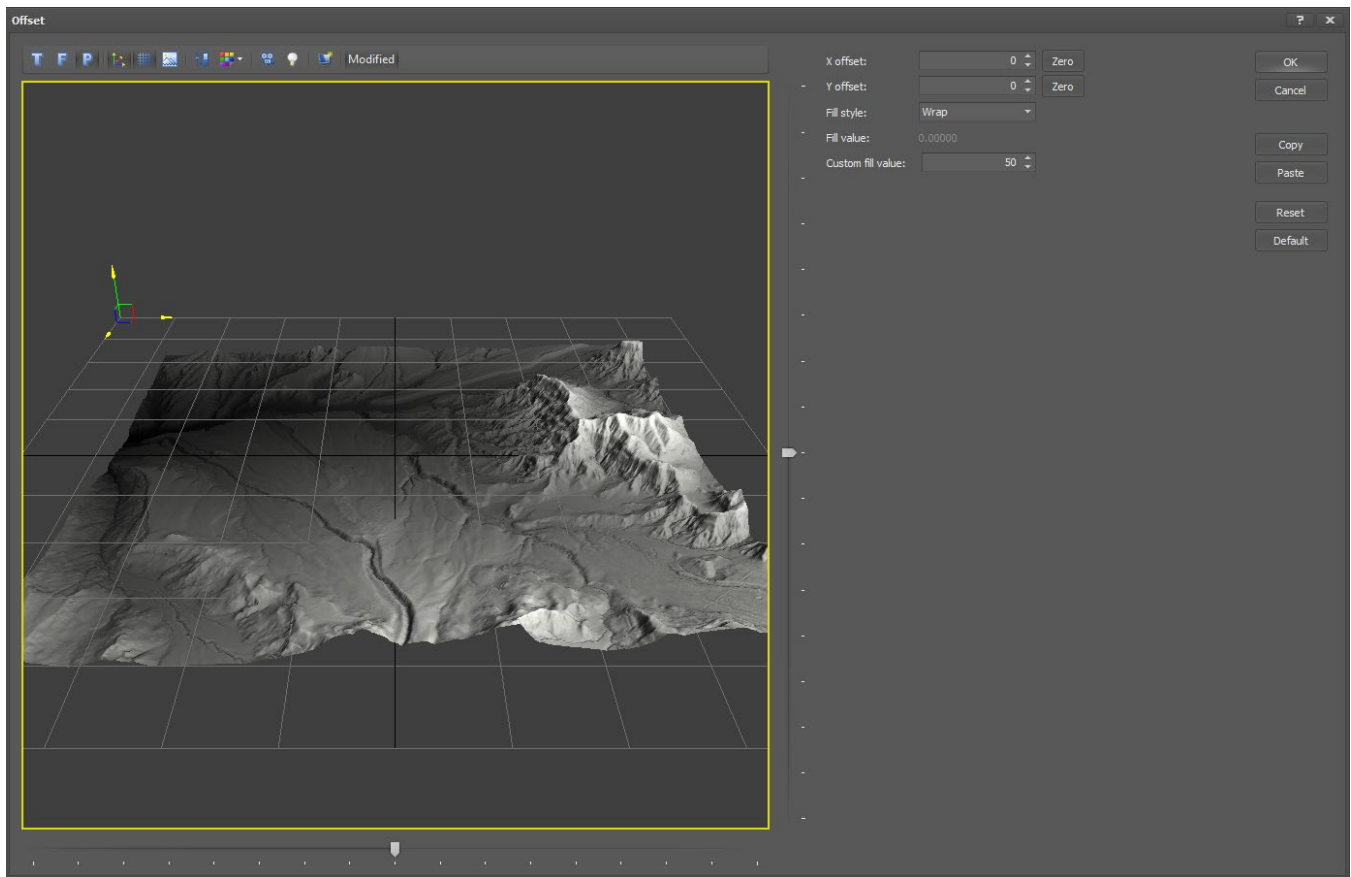 Offset ? x
T F P Modified
X offset: 0 Zero
Y offset: 0 Zero
Fill style: Wrap
Fill value: 0.00000
Custom fill value: 50
OK
Cancel
Copy
Paste
Reset
Default